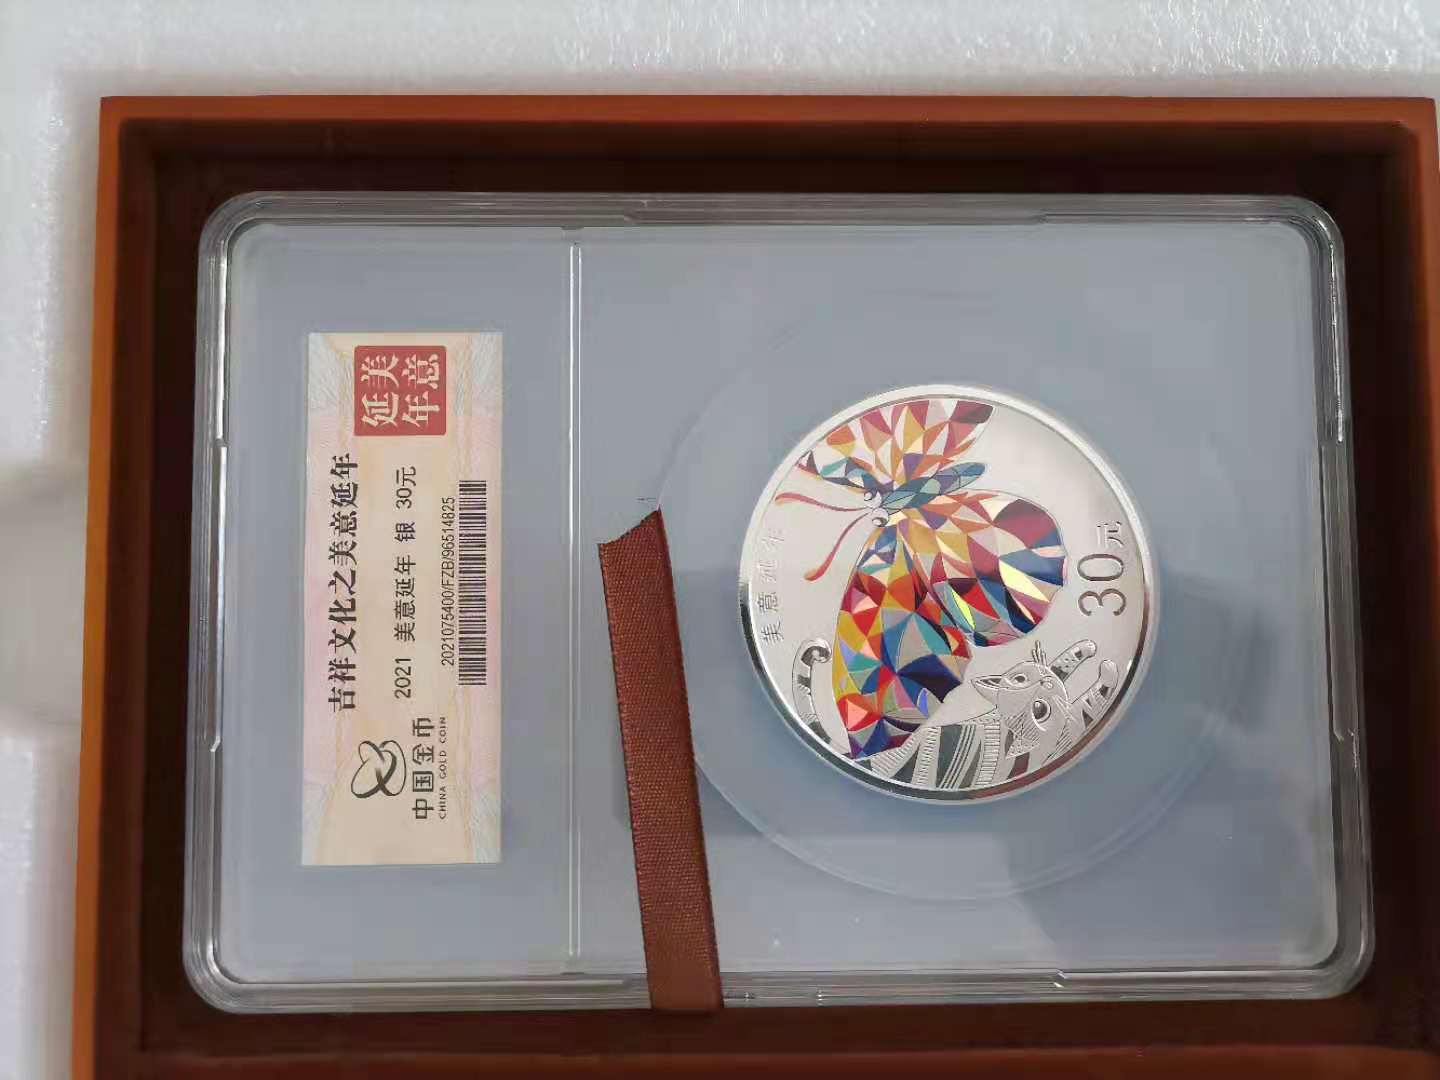 吉祥文化之美意延年
2021 美意延年 银 30元
2021075400/FZB/96514825
中国金币
CHINA GOLD COIN
美意
延年
美意延年
30元